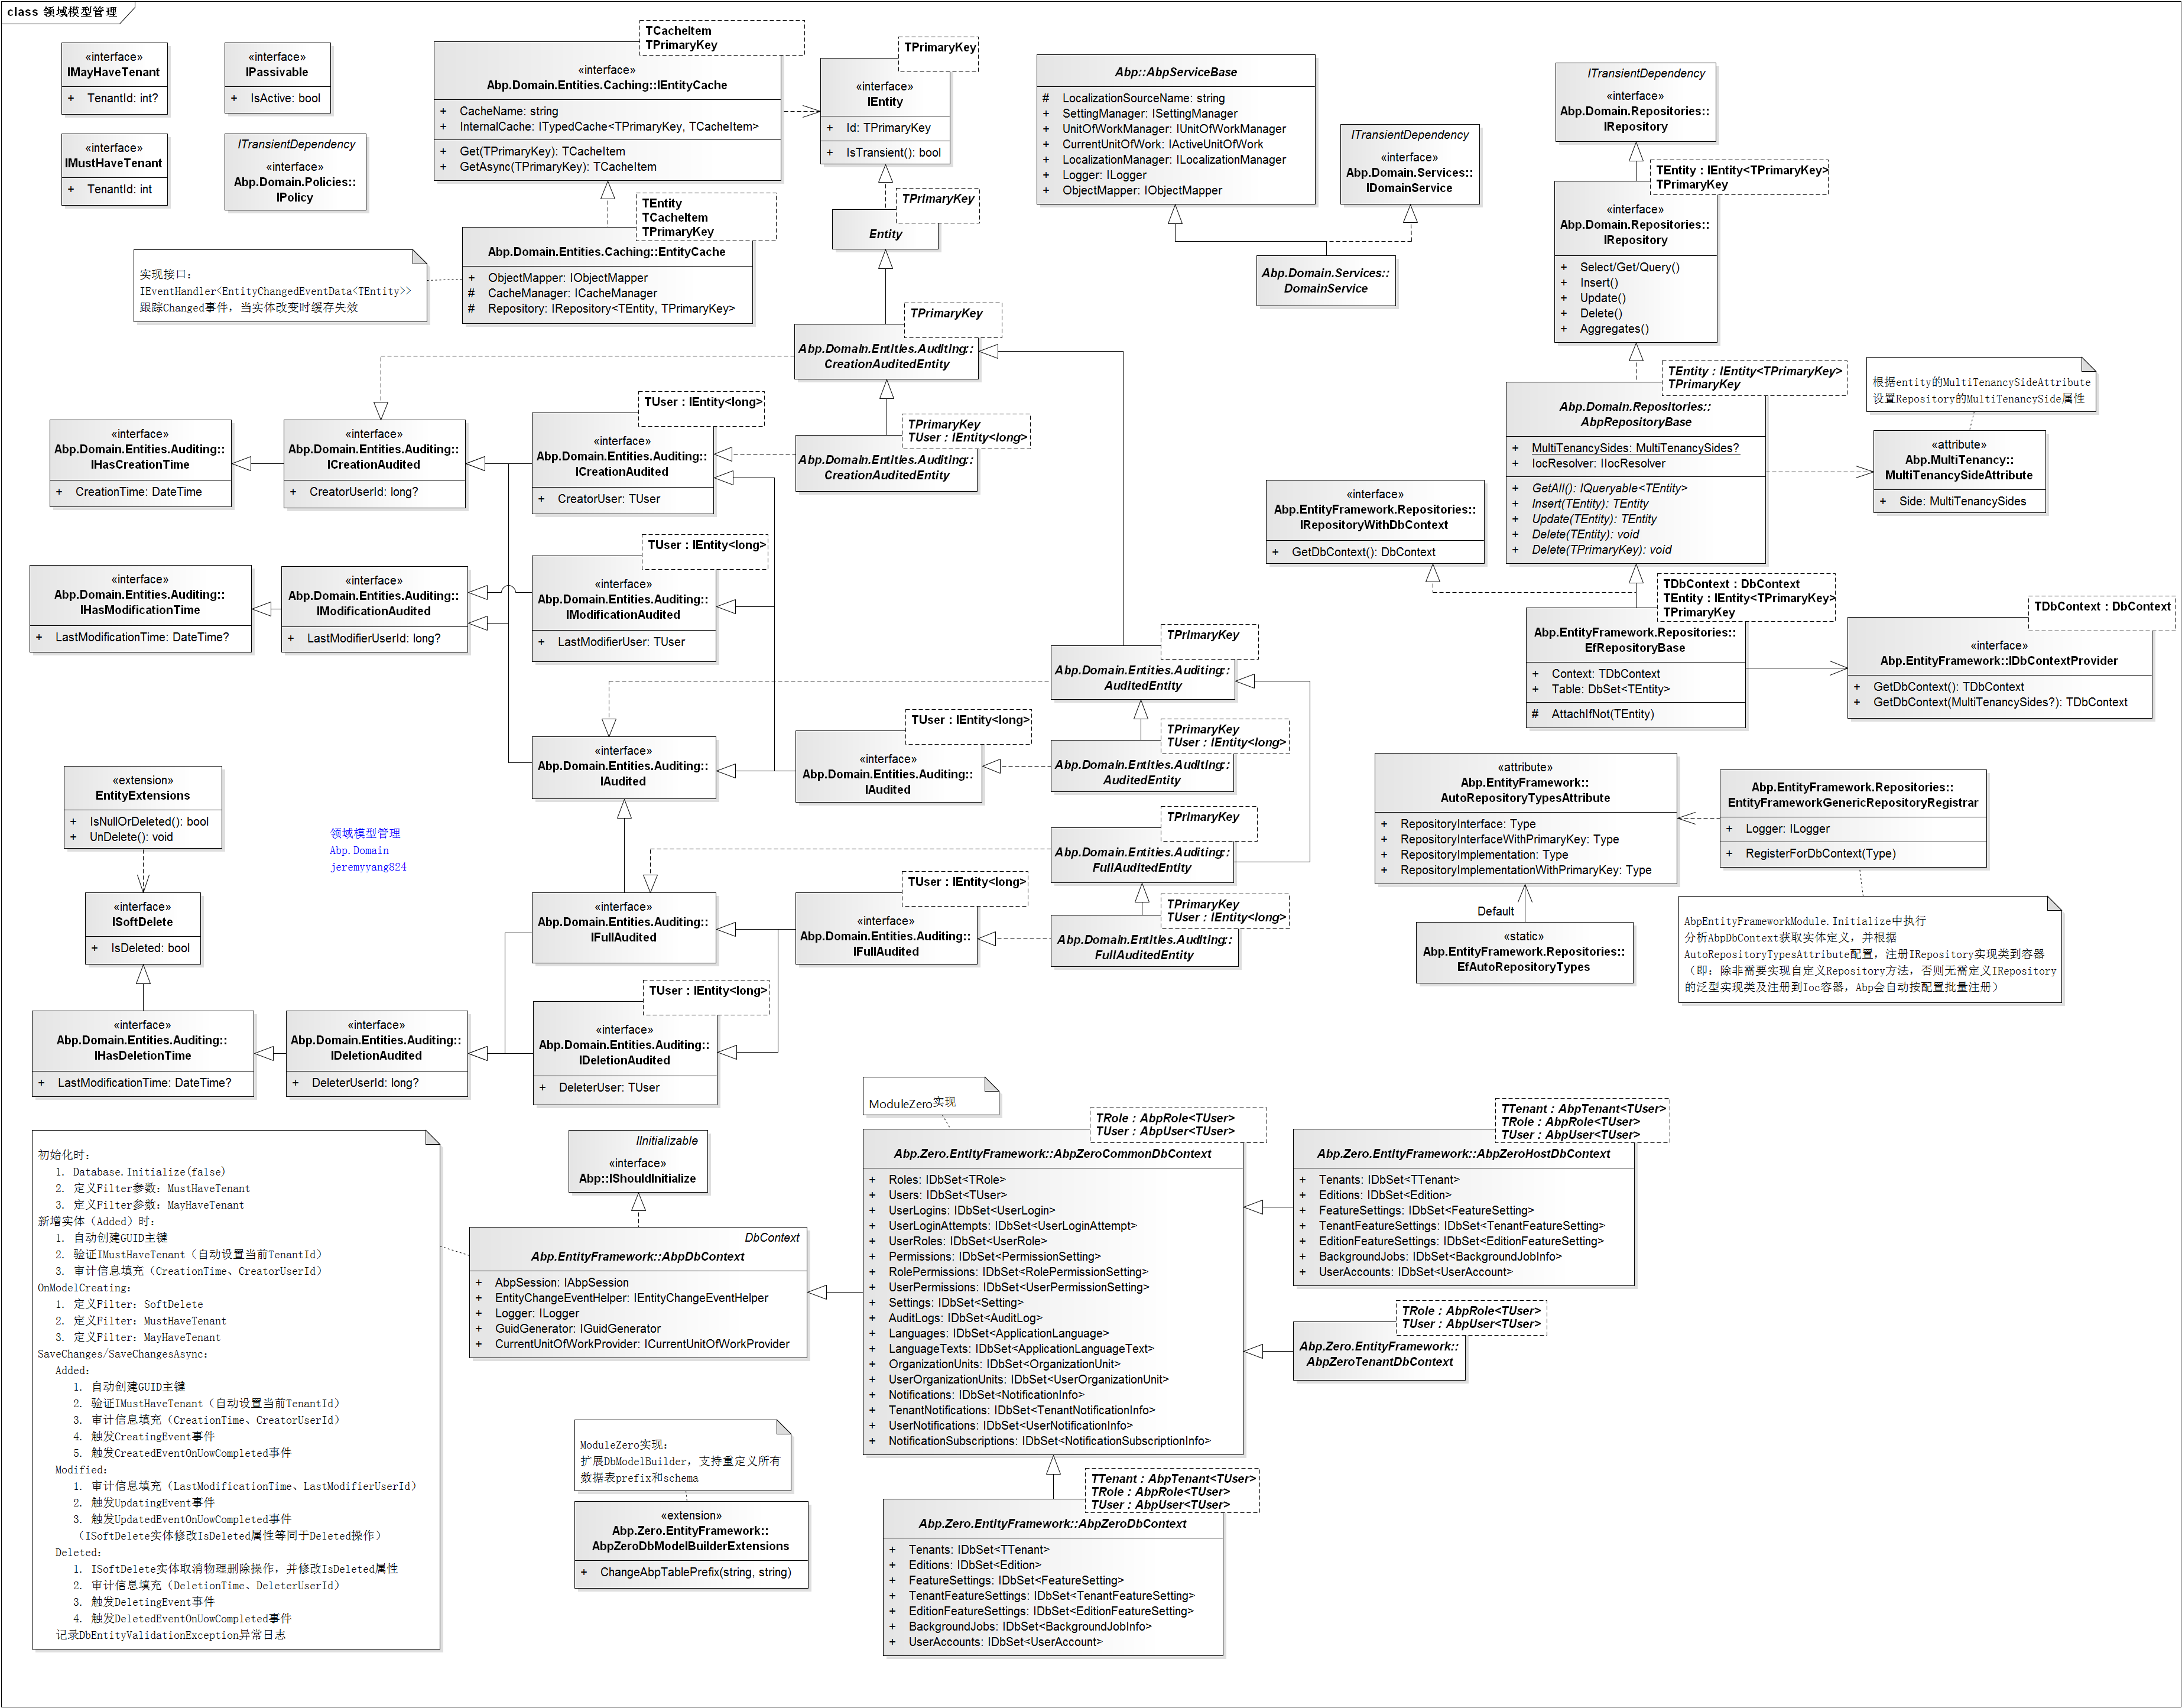 class 领域模型管理
«interface»
IMayHaveTenant
+ TenantId: int?
«interface»
IPassivable
+ IsActive: bool
«interface»
IMustHaveTenant
+ TenantId: int
ITransientDependency
«interface»
Abp.Domain.Policies::
IPolicy
TCacheItem
TPrimaryKey
«interface»
Abp.Domain.Entities.Caching::IEntityCache
+ CacheName: string
+ InternalCache: ITypedCache<TPrimaryKey, TCacheItem>
+ Get(TPrimaryKey): TCacheItem
+ GetAsync(TPrimaryKey): TCacheItem
TPrimaryKey
«interface»
IEntity
+ Id: TPrimaryKey
+ IsTransient(): bool
Abp::AbpServiceBase
# LocalizationSourceName: string
+ SettingManager: ISettingManager
+ UnitOfWorkManager: IUnitOfWorkManager
+ CurrentUnitOfWork: IActiveUnitOfWork
+ LocalizationManager: ILocalizationManager
+ Logger: ILogger
+ ObjectMapper: IObjectMapper
ITransientDependency
«interface»
Abp.Domain.Services::
IDomainService
Abp.Domain.Services::
DomainService
ITransientDependency
«interface»
Abp.Domain.Repositories::
IRepository
TEntity : IEntity<TPrimaryKey>
TPrimaryKey
«interface»
Abp.Domain.Repositories::
IRepository
+ Select/Get/Query()
+ Insert()
+ Update()
+ Delete()
+ Aggregates()
TEntity
TCacheItem
TPrimaryKey
Abp.Domain.Entities.Caching::EntityCache
+ ObjectMapper: IObjectMapper
# CacheManager: ICacheManager
# Repository: IRepository<TEntity, TPrimaryKey>
实现接口：
IEventHandler<EntityChangedEventData<TEntity>>
跟踪Changed事件，当实体改变时缓存失效
TPrimaryKey
Entity
TPrimaryKey
Abp.Domain.Entities.Auditing::
CreationAuditedEntity
TPrimaryKey
TUser : IEntity<long>
Abp.Domain.Entities.Auditing::
CreationAuditedEntity
TEntity : IEntity<TPrimaryKey>
TPrimaryKey
Abp.Domain.Repositories::
AbpRepositoryBase
+ MultiTenancySides: MultiTenancySides?
+ IocResolver: IIocResolver
+ GetAll(): IQueryable<TEntity>
+ Insert(TEntity): TEntity
+ Update(TEntity): TEntity
+ Delete(TEntity): void
+ Delete(TPrimaryKey): void
根据entity的MultiTenancySideAttribute
设置Repository的MultiTenancySide属性
«attribute»
Abp.MultiTenancy::
MultiTenancySideAttribute
+ Side: MultiTenancySides
«interface»
Abp.Domain.Entities.Auditing::
IHasCreationTime
+ CreationTime: DateTime
«interface»
Abp.Domain.Entities.Auditing::
ICreationAudited
+ CreatorUserId: long?
TUser : IEntity<long>
«interface»
Abp.Domain.Entities.Auditing::
ICreationAudited
+ CreatorUser: TUser
«interface»
Abp.EntityFramework.Repositories::
IRepositoryWithDbContext
+ GetDbContext(): DbContext
«interface»
Abp.Domain.Entities.Auditing::
IHasModificationTime
+ LastModificationTime: DateTime?
«interface»
Abp.Domain.Entities.Auditing::
IModificationAudited
+ LastModifierUserId: long?
TUser : IEntity<long>
«interface»
Abp.Domain.Entities.Auditing::
IModificationAudited
+ LastModifierUser: TUser
TDbContext : DbContext
TEntity : IEntity<TPrimaryKey>
TPrimaryKey
Abp.EntityFramework.Repositories::
EfRepositoryBase
+ Context: TDbContext
+ Table: DbSet<TEntity>
# AttachIfNot(TEntity)
TDbContext : DbContext
«interface»
Abp.EntityFramework::IDbContextProvider
+ GetDbContext(): TDbContext
+ GetDbContext(MultiTenancySides?): TDbContext
TPrimaryKey
Abp.Domain.Entities.Auditing::
AuditedEntity
TPrimaryKey
TUser : IEntity<long>
Abp.Domain.Entities.Auditing::
AuditedEntity
«interface»
Abp.Domain.Entities.Auditing::
IAudited
TUser : IEntity<long>
«interface»
Abp.Domain.Entities.Auditing::
IAudited
«extension»
EntityExtensions
+ IsNullOrDeleted(): bool
+ UnDelete(): void
领域模型管理
Abp.Domain
jeremyyang824
TPrimaryKey
Abp.Domain.Entities.Auditing::
FullAuditedEntity
TPrimaryKey
TUser : IEntity<long>
Abp.Domain.Entities.Auditing::
FullAuditedEntity
«attribute»
Abp.EntityFramework::
AutoRepositoryTypesAttribute
+ RepositoryInterface: Type
+ RepositoryInterfaceWithPrimaryKey: Type
+ RepositoryImplementation: Type
+ RepositoryImplementationWithPrimaryKey: Type
Abp.EntityFramework.Repositories::
EntityFrameworkGenericRepositoryRegistrar
+ Logger: ILogger
+ RegisterForDbContext(Type)
Default
«static»
Abp.EntityFramework.Repositories::
EfAutoRepositoryTypes
AbpEntityFrameworkModule.Initialize中执行
分析AbpDbContext获取实体定义，并根据
AutoRepositoryTypesAttribute配置，注册IRepository实现类到容器
（即：除非需要实现自定义Repository方法，否则无需定义IRepository
的泛型实现类及注册到Ioc容器，Abp会自动按配置批量注册）
«interface»
ISoftDelete
+ IsDeleted: bool
«interface»
Abp.Domain.Entities.Auditing::
IFullAudited
TUser : IEntity<long>
«interface»
Abp.Domain.Entities.Auditing::
IFullAudited
«interface»
Abp.Domain.Entities.Auditing::
IHasDeletionTime
+ LastModificationTime: DateTime?
«interface»
Abp.Domain.Entities.Auditing::
IDeletionAudited
+ DeleterUserId: long?
TUser : IEntity<long>
«interface»
Abp.Domain.Entities.Auditing::
IDeletionAudited
+ DeleterUser: TUser
初始化时：
1. Database.Initialize(false)
2. 定义Filter参数：MustHaveTenant
3. 定义Filter参数：MayHaveTenant
新增实体（Added）时：
1. 自动创建GUID主键
2. 验证IMustHaveTenant（自动设置当前TenantId）
3. 审计信息填充（CreationTime、CreatorUserId）
OnModelCreating：
1. 定义Filter：SoftDelete
2. 定义Filter：MustHaveTenant
3. 定义Filter：MayHaveTenant
SaveChanges/SaveChangesAsync：
Added：
1. 自动创建GUID主键
2. 验证IMustHaveTenant（自动设置当前TenantId）
3. 审计信息填充（CreationTime、CreatorUserId）
4. 触发CreatingEvent事件
5. 触发CreatedEventOnUowCompleted事件
Modified：
1. 审计信息填充（LastModificationTime、LastModifierUserId）
2. 触发UpdatingEvent事件
3. 触发UpdatedEventOnUowCompleted事件
（ISoftDelete实体修改IsDeleted属性等同于Deleted操作）
Deleted：
1. ISoftDelete实体取消物理删除操作，并修改IsDeleted属性
2. 审计信息填充（DeletionTime、DeleterUserId）
3. 触发DeletingEvent事件
4. 触发DeletedEventOnUowCompleted事件
记录DbEntityValidationException异常日志
IInitializable
«interface»
Abp::IShouldInitialize
DbContext
Abp.EntityFramework::AbpDbContext
+ AbpSession: IAbpSession
+ EntityChangeEventHelper: IEntityChangeEventHelper
+ Logger: ILogger
+ GuidGenerator: IGuidGenerator
+ CurrentUnitOfWorkProvider: ICurrentUnitOfWorkProvider
ModuleZero实现：
扩展DbModelBuilder，支持重定义所有
数据表prefix和schema
«extension»
Abp.Zero.EntityFramework::
AbpZeroDbModelBuilderExtensions
+ ChangeAbpTablePrefix(string, string)
ModuleZero实现
TRole : AbpRole<TUser>
TUser : AbpUser<TUser>
Abp.Zero.EntityFramework::AbpZeroCommonDbContext
+ Roles: IDbSet<TRole>
+ Users: IDbSet<TUser>
+ UserLogins: IDbSet<UserLogin>
+ UserLoginAttempts: IDbSet<UserLoginAttempt>
+ UserRoles: IDbSet<UserRole>
+ Permissions: IDbSet<PermissionSetting>
+ RolePermissions: IDbSet<RolePermissionSetting>
+ UserPermissions: IDbSet<UserPermissionSetting>
+ Settings: IDbSet<Setting>
+ AuditLogs: IDbSet<AuditLog>
+ Languages: IDbSet<ApplicationLanguage>
+ LanguageTexts: IDbSet<ApplicationLanguageText>
+ OrganizationUnits: IDbSet<OrganizationUnit>
+ UserOrganizationUnits: IDbSet<UserOrganizationUnit>
+ Notifications: IDbSet<NotificationInfo>
+ TenantNotifications: IDbSet<TenantNotificationInfo>
+ UserNotifications: IDbSet<UserNotificationInfo>
+ NotificationSubscriptions: IDbSet<NotificationSubscriptionInfo>
TTenant : AbpTenant<TUser>
TRole : AbpRole<TUser>
TUser : AbpUser<TUser>
Abp.Zero.EntityFramework::AbpZeroHostDbContext
+ Tenants: IDbSet<TTenant>
+ Editions: IDbSet<Edition>
+ FeatureSettings: IDbSet<FeatureSetting>
+ TenantFeatureSettings: IDbSet<TenantFeatureSetting>
+ EditionFeatureSettings: IDbSet<EditionFeatureSetting>
+ BackgroundJobs: IDbSet<BackgroundJobInfo>
+ UserAccounts: IDbSet<UserAccount>
TRole : AbpRole<TUser>
TUser : AbpUser<TUser>
Abp.Zero.EntityFramework::
AbpZeroTenantDbContext
TTenant : AbpTenant<TUser>
TRole : AbpRole<TUser>
TUser : AbpUser<TUser>
Abp.Zero.EntityFramework::AbpZeroDbContext
+ Tenants: IDbSet<TTenant>
+ Editions: IDbSet<Edition>
+ FeatureSettings: IDbSet<FeatureSetting>
+ TenantFeatureSettings: IDbSet<TenantFeatureSetting>
+ EditionFeatureSettings: IDbSet<EditionFeatureSetting>
+ BackgroundJobs: IDbSet<BackgroundJobInfo>
+ UserAccounts: IDbSet<UserAccount>